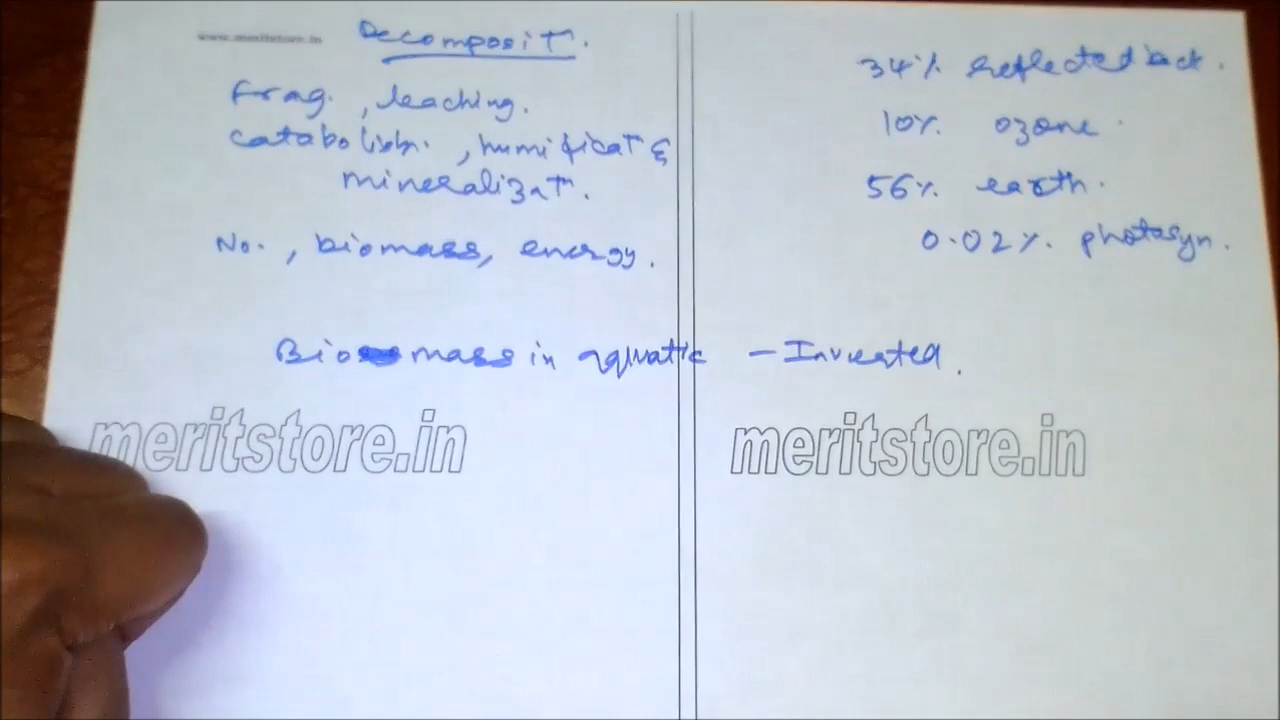 www.meritstore.in
Decomposit.
Frag. , leaching.
catabolism. , humificat &
mineralizat.
No. , biomass, energy.
34% reflected back.
10% ozone.
56% earth.
0.02% photosyn.
Biomass in aquatic – Inverted.
meritstore.in
meritstore.in